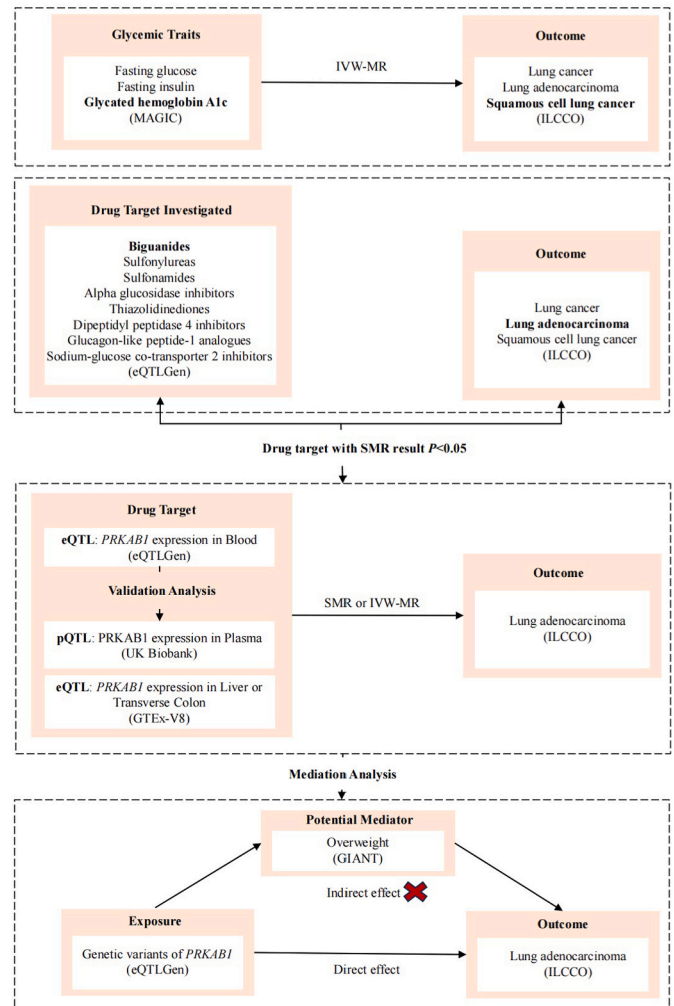 Glycemic Traits
Fasting glucose
Fasting insulin
Glycated hemoglobin A1c
(MAGIC)
IVW-MR
Outcome
Lung cancer
Lung adenocarcinoma
Squamous cell lung cancer
(ILCCO)
Drug Target Investigated
Biguanides
Sulfonylureas
Sulfonamides
Alpha glucosidase inhibitors
Thiazolidinediones
Dipeptidyl peptidase 4 inhibitors
Glucagon-like peptide-1 analogues
Sodium-glucose co-transporter 2 inhibitors
(eQTLGen)
Outcome
Lung cancer
Lung adenocarcinoma
Squamous cell lung cancer
(ILCCO)
Drug target with SMR result P<0.05
Drug Target
eQTL: PRKAB1 expression in Blood
(eQTLGen)
Validation Analysis
pQTL: PRKAB1 expression in Plasma
(UK Biobank)
eQTL: PRKAB1 expression in Liver or
Transverse Colon
(GTEx-V8)
SMR or IVW-MR
Outcome
Lung adenocarcinoma
(ILCCO)
Mediation Analysis
Potential Mediator
Overweight
(GIANT)
Indirect effect
Exposure
Genetic variants of PRKAB1
(eQTLGen)
Direct effect
Outcome
Lung adenocarcinoma
(ILCCO)